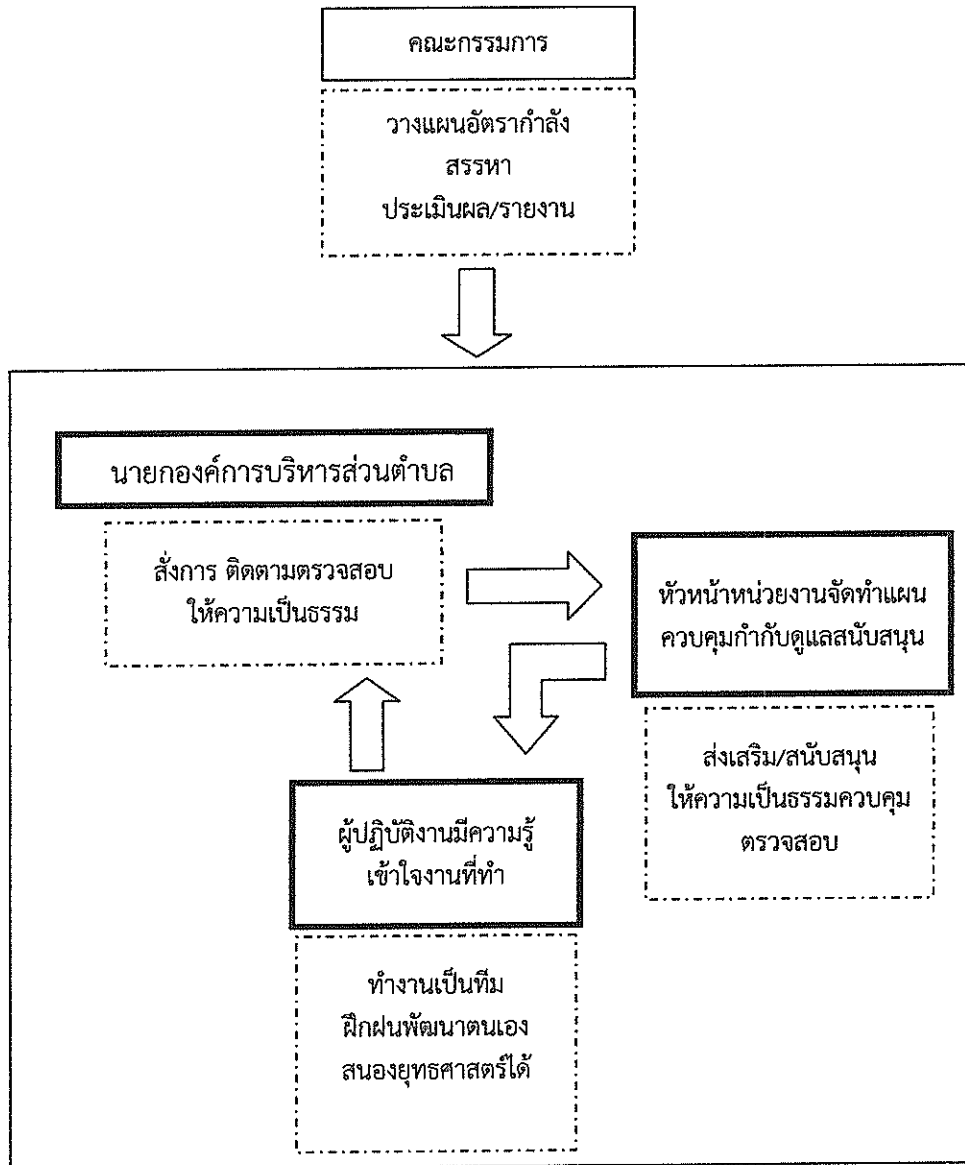 คณะกรรมการ
วางแผนอัตรากำลัง
สรรหา
ประเมินผล/รายงาน
นายกองค์การบริหารส่วนตำบล
สั่งการ ติดตามตรวจสอบ
ให้ความเป็นธรรม
หัวหน้าหน่วยงานจัดทำแผน
ควบคุมกำกับดูแลสนับสนุน
ส่งเสริม/สนับสนุน
ให้ความเป็นธรรมควบคุม
ตรวจสอบ
ผู้ปฏิบัติงานมีความรู้
เข้าใจงานที่ทำ
ทำงานเป็นทีม
ฝึกฝนพัฒนาตนเอง
สนองยุทธศาสตร์ได้